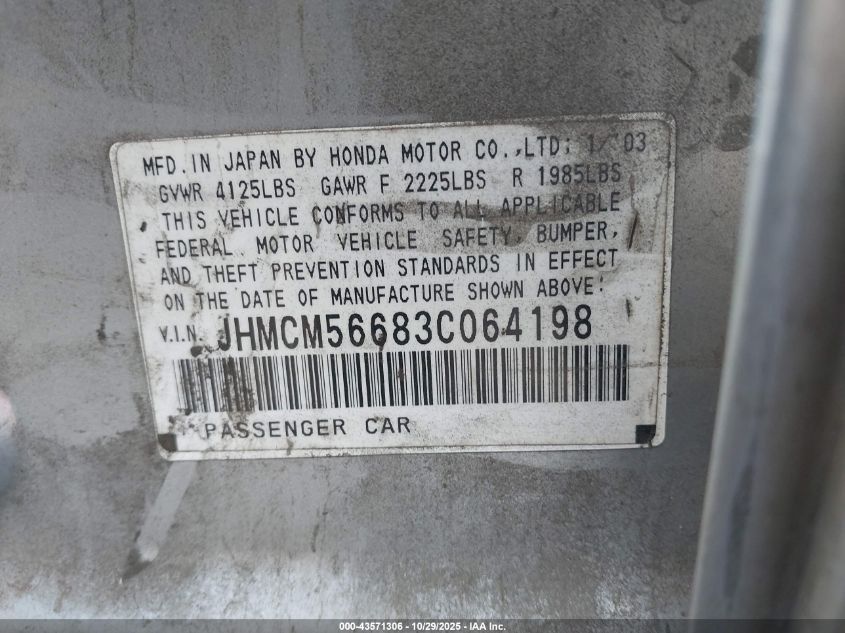 MFD. IN JAPAN BY HONDA MOTOR CO., LTD: 1/03
GVWR 4125LBS GAWR F 2225LBS R 1985LBS
THIS VEHICLE CONFORMS TO ALL APPLICABLE
FEDERAL MOTOR VEHICLE SAFETY, BUMPER,
AND THEFT PREVENTION STANDARDS IN EFFECT
ON THE DATE OF MANUFACTURE SHOWN ABOVE:
V.I.N. JHMCM56683C064198
PASSENGER CAR
000-43571306 - 10/29/2025 - IAA Inc.